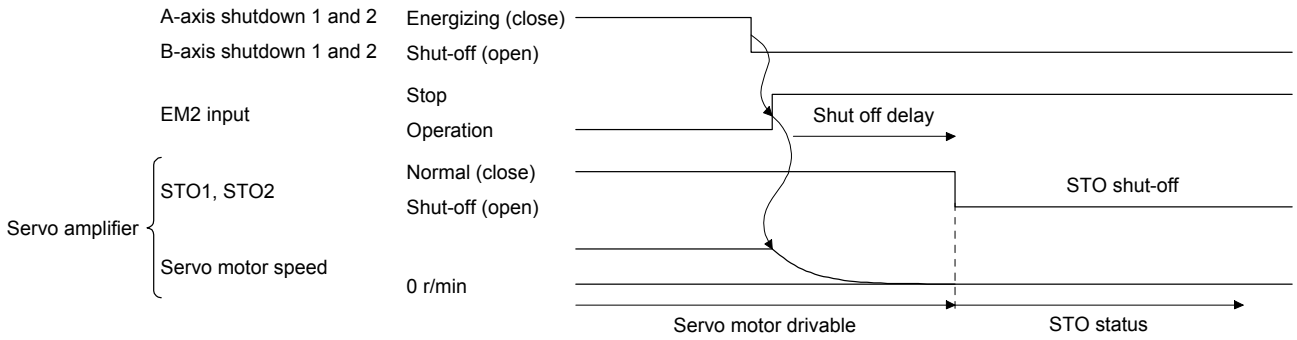 A-axis shutdown 1 and 2 Energizing (close)
B-axis shutdown 1 and 2 Shut-off (open)
Stop
EM2 input
Operation
Shut off delay
Servo amplifier
STO1, STO2
Normal (close)
Shut-off (open)
STO shut-off
Servo motor speed
0 r/min
Servo motor drivable
STO status